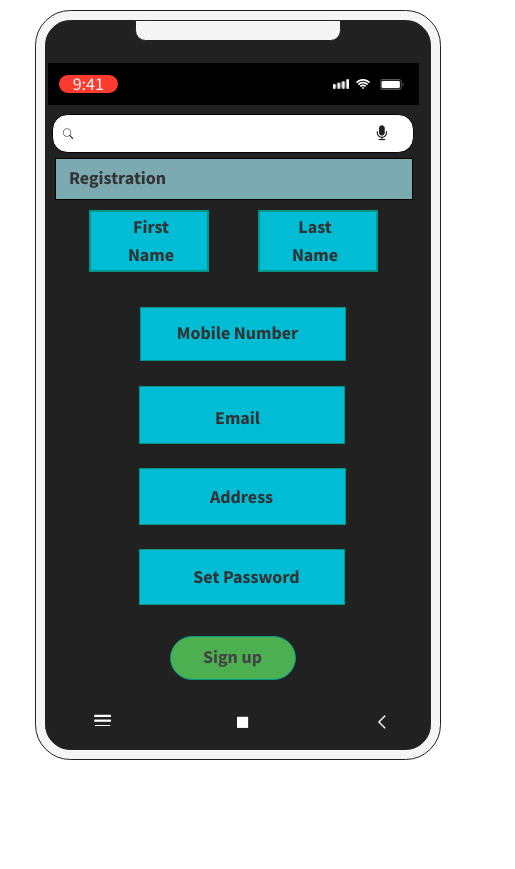 9:41
Registration
First
Name
Last
Name
Mobile Number
Email
Address
Set Password
Sign up